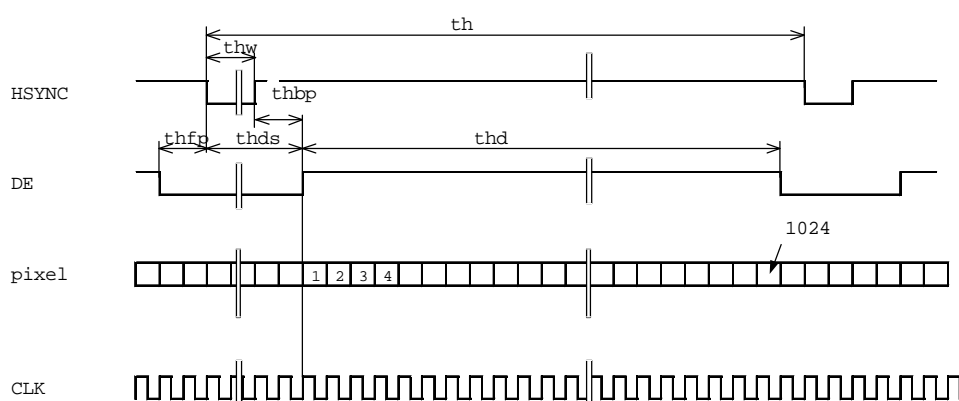 th
thw
HSYNC
thbp
thfp thds thd
DE
1024
pixel 1 2 3 4
CLK